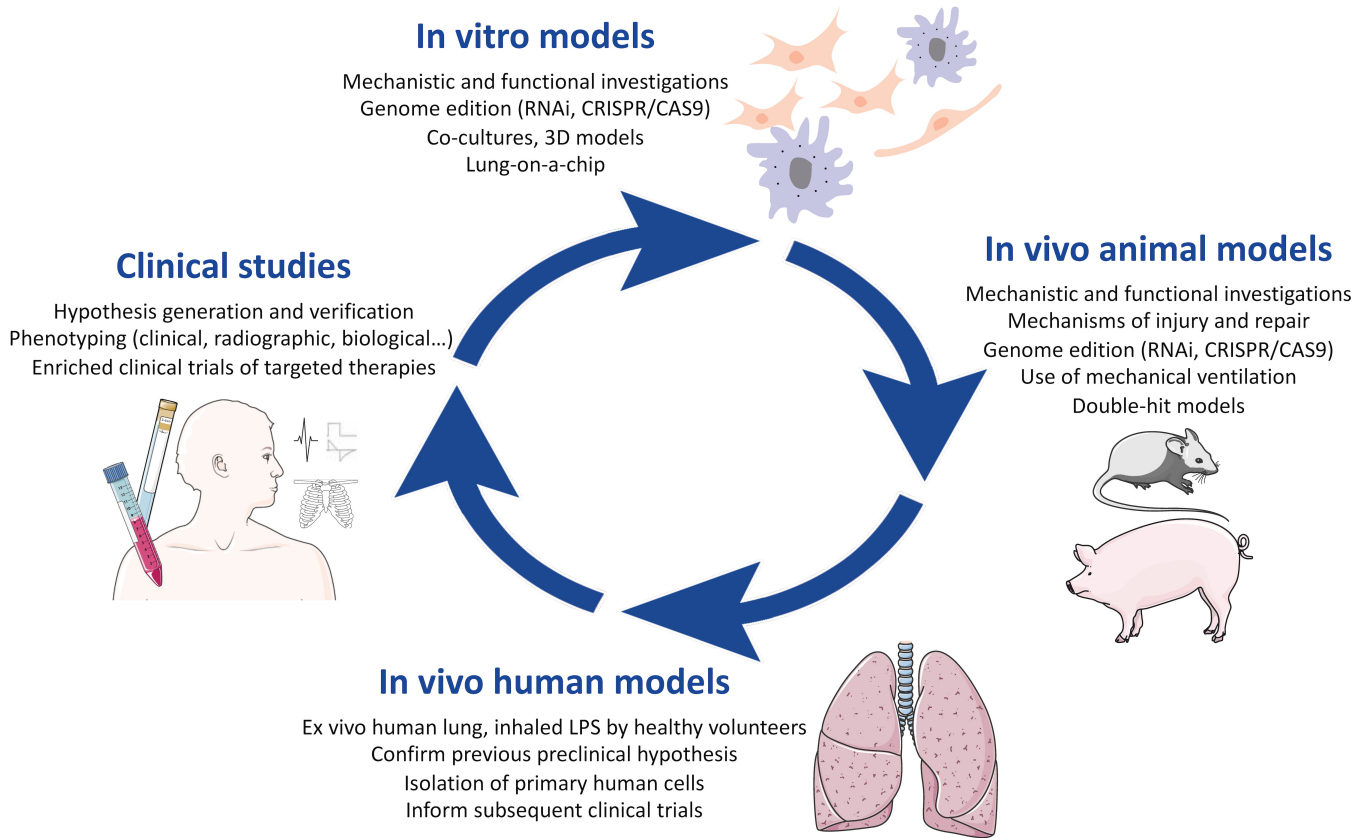 In vitro models
Mechanistic and functional investigations
Genome edition (RNAi, CRISPR/CAS9)
Co-cultures, 3D models
Lung-on-a-chip
In vivo animal models
Mechanistic and functional investigations
Mechanisms of injury and repair
Genome edition (RNAi, CRISPR/CAS9)
Use of mechanical ventilation
Double-hit models
Clinical studies
Hypothesis generation and verification
Phenotyping (clinical, radiographic, biological...)
Enriched clinical trials of targeted therapies
In vivo human models
Ex vivo human lung, inhaled LPS by healthy volunteers
Confirm previous preclinical hypothesis
Isolation of primary human cells
Inform subsequent clinical trials